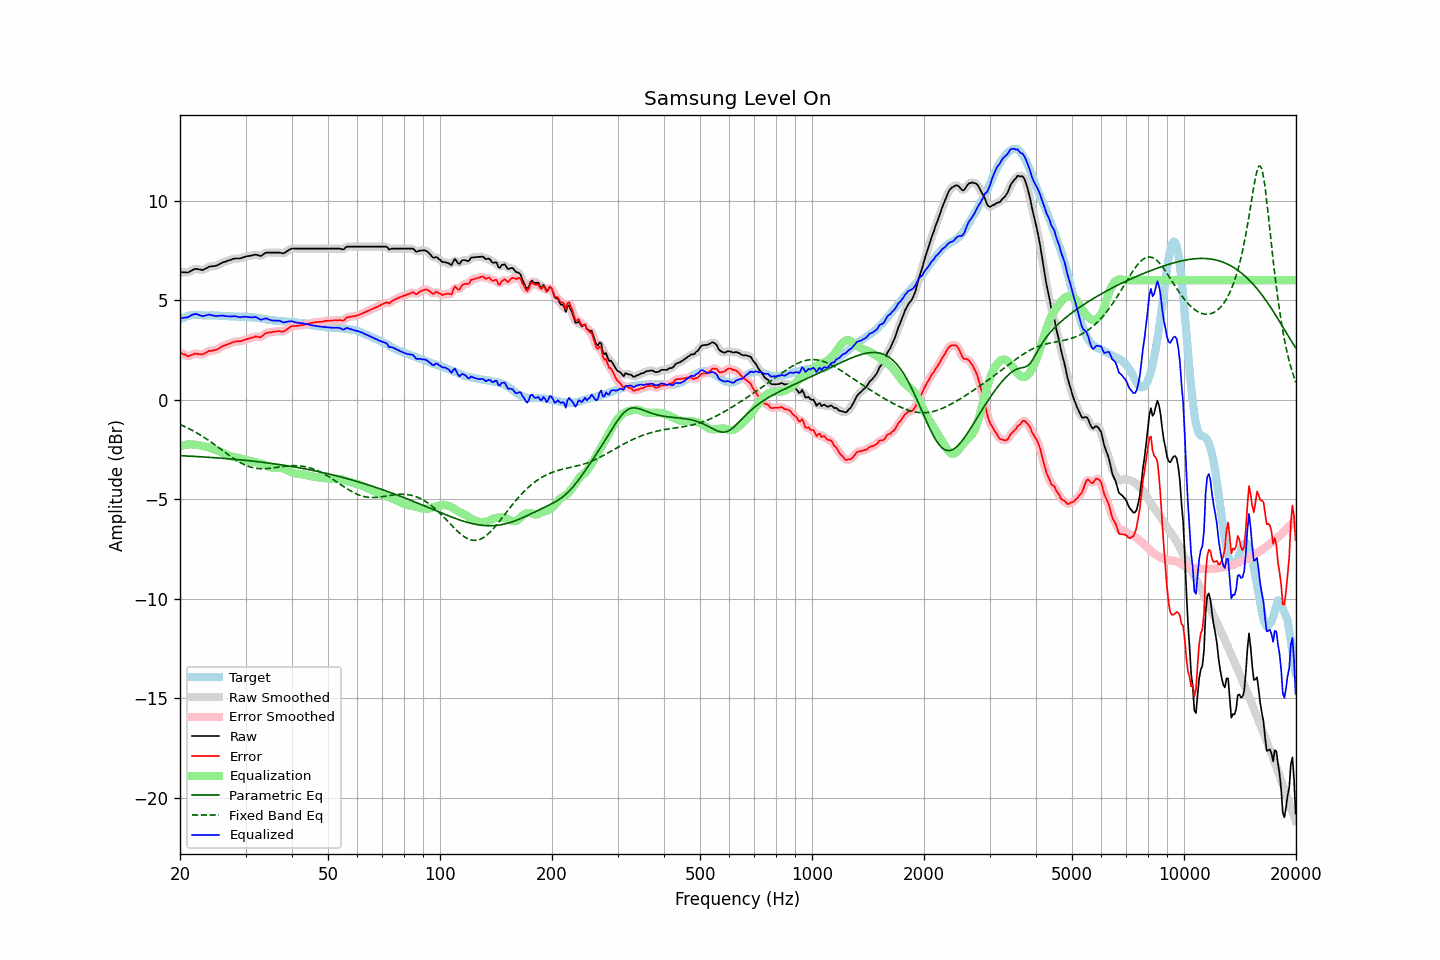 Samsung Level On
Amplitude (dBr)
10
5
0
−5
−10
−15
−20
Target
Raw Smoothed
Error Smoothed
Raw
Error
Equalization
Parametric Eq
Fixed Band Eq
Equalized
20 50 100 200 500 1000 2000 5000 10000 20000
Frequency (Hz)